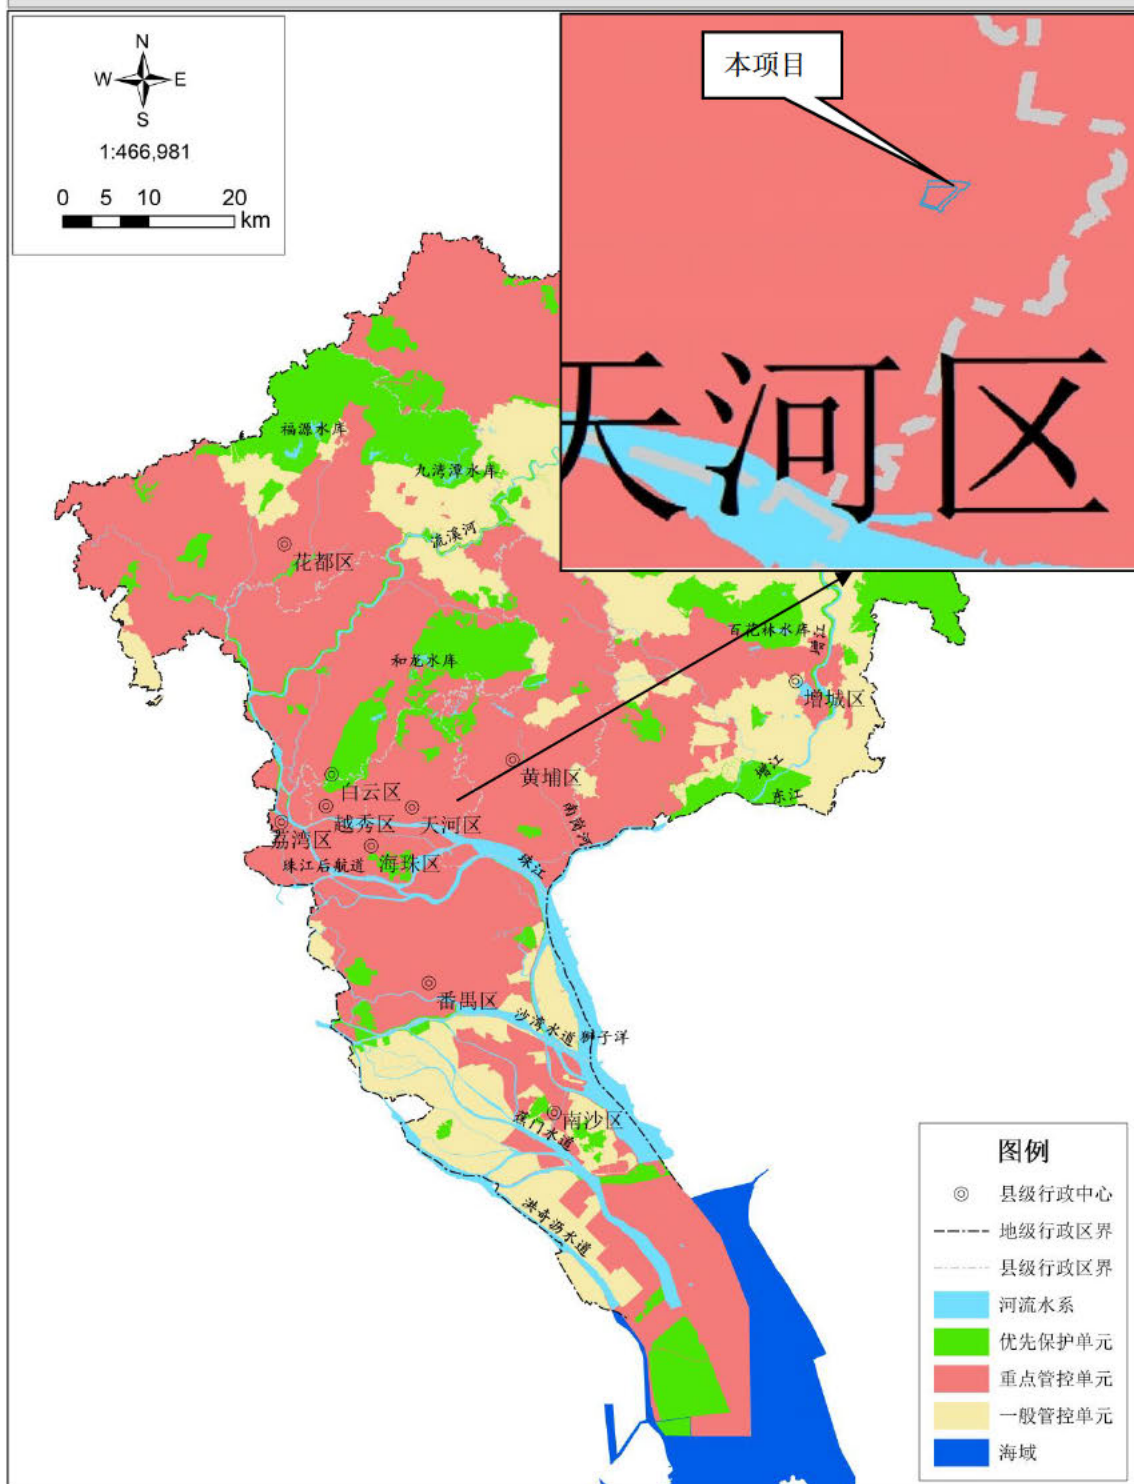 N
W E
S
1:466,981
0 5 10 20
km
本项目
天河区
福源水库
九湾潭水库
流溪河
花都区
百花林水库
增江
和龙水库
增城区
增江
黄埔区
东江
白云区
南岗河
越秀区
天河区
荔湾区
海珠区
珠江
珠江后航道
番禺区
沙湾水道
狮子洋
南沙区
蕉门水道
洪奇沥水道
图例
县级行政中心
地级行政区界
县级行政区界
河流水系
优先保护单元
重点管控单元
一般管控单元
海域